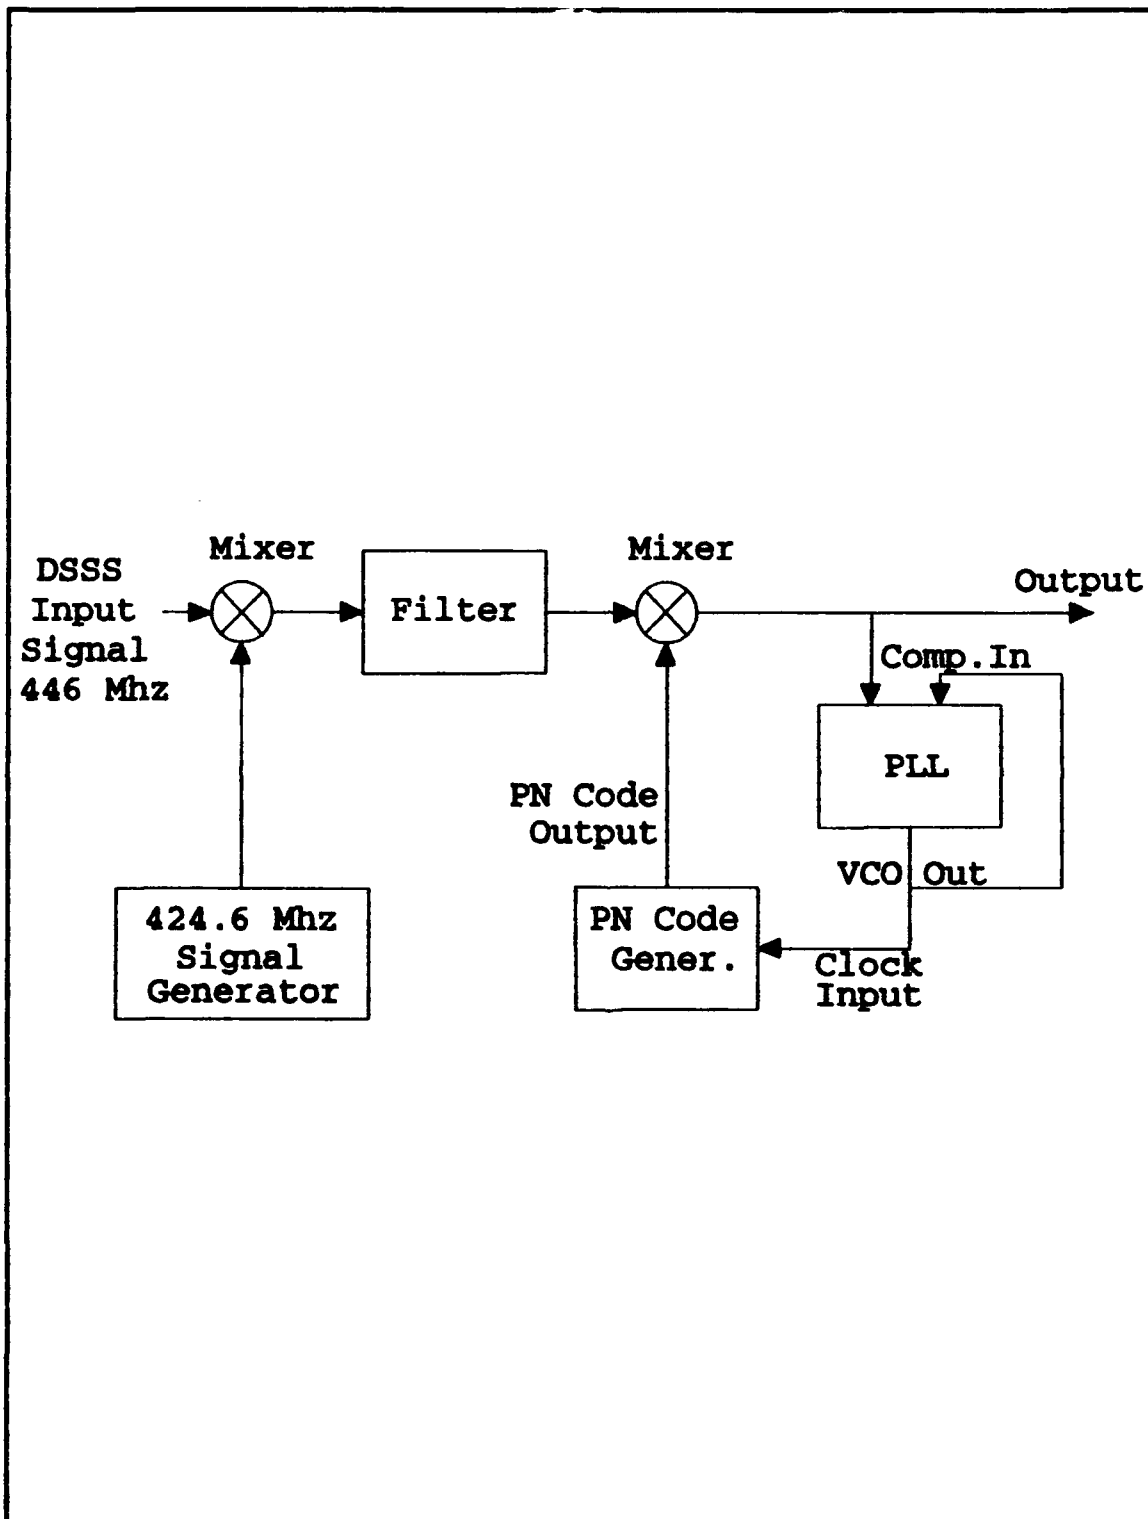 Mixer
DSSS
Input
Signal
446 Mhz
Filter
Mixer
Output
Comp.In
PLL
PN Code
Output
VCO Out
424.6 Mhz
Signal
Generator
PN Code
Gener.
Clock
Input